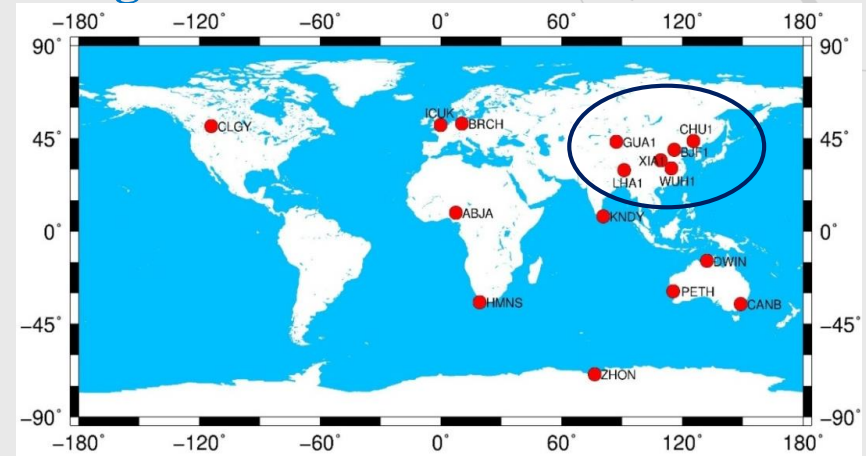 −180° −120° −60° 0° 60° 120° 180°
90° 90°
ICUK
CLGY BRCH CHU1
45° GUA1 BJF1 45°
XIA1
LHA1 WUH1
ABJA KNDY
0° 0°
DWIN
PETH
CANB
HMNS
−45° −45°
ZHON
−90° −90°
−180° −120° −60° 0° 60° 120° 180°